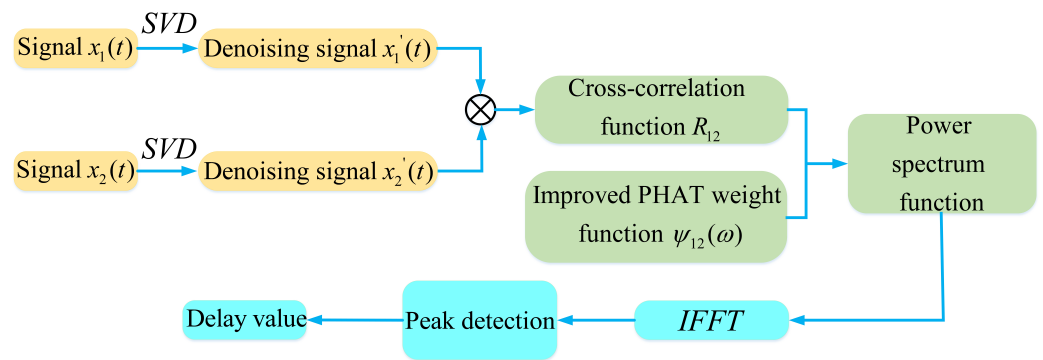 SVD
Signal x₁(t)
Denoising signal x₁'(t)
Cross-correlation
function R₁₂
SVD
Signal x₂(t)
Denoising signal x₂'(t)
Improved PHAT weight
function ψ₁₂(ω)
Power
spectrum
function
IFFT
Peak detection
Delay value